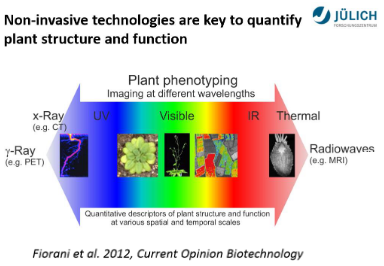 Non-invasive technologies are key to quantify
plant structure and function
JÜLICH
FORSCHUNGSZENTRUM
Plant phenotyping
Imaging at different wavelengths
x-Ray
(e.g. CT)
UV
Visible
IR
Thermal
γ-Ray
(e.g. PET)
Radiowaves
(e.g. MRI)
Quantitative descriptors of plant structure and function
at various spatial and temporal scales
Fiorani et al. 2012, Current Opinion Biotechnology